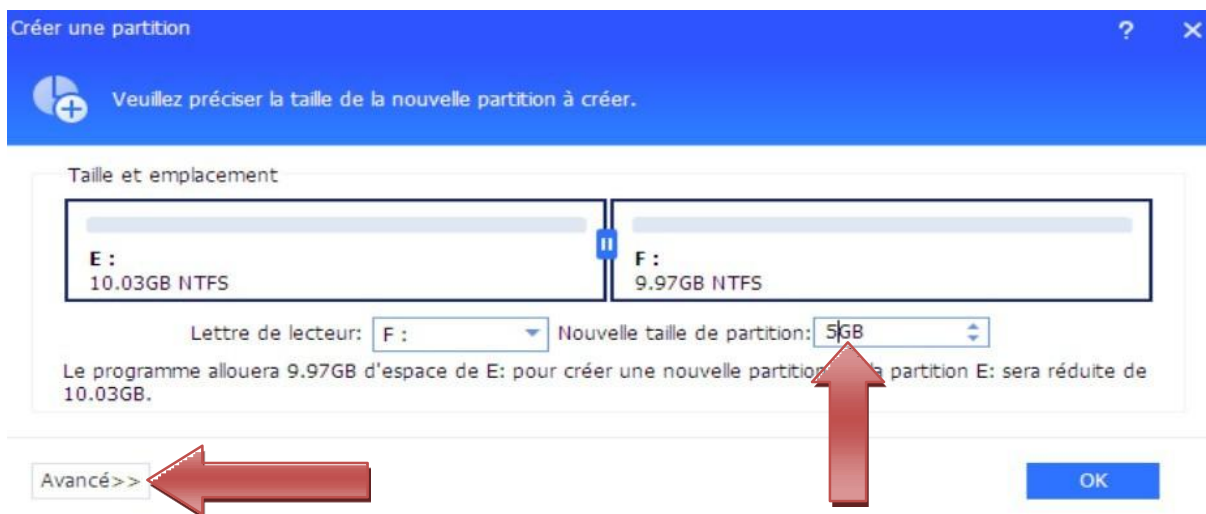 Créer une partition
?
Veuillez préciser la taille de la nouvelle partition à créer.
Taille et emplacement
E :
10.03GB NTFS
F :
9.97GB NTFS
Lettre de lecteur: F : Nouvelle taille de partition: 5GB
Le programme allouera 9.97GB d'espace de E: pour créer une nouvelle partition partition E: sera réduite de
10.03GB.
Avancé>>
OK